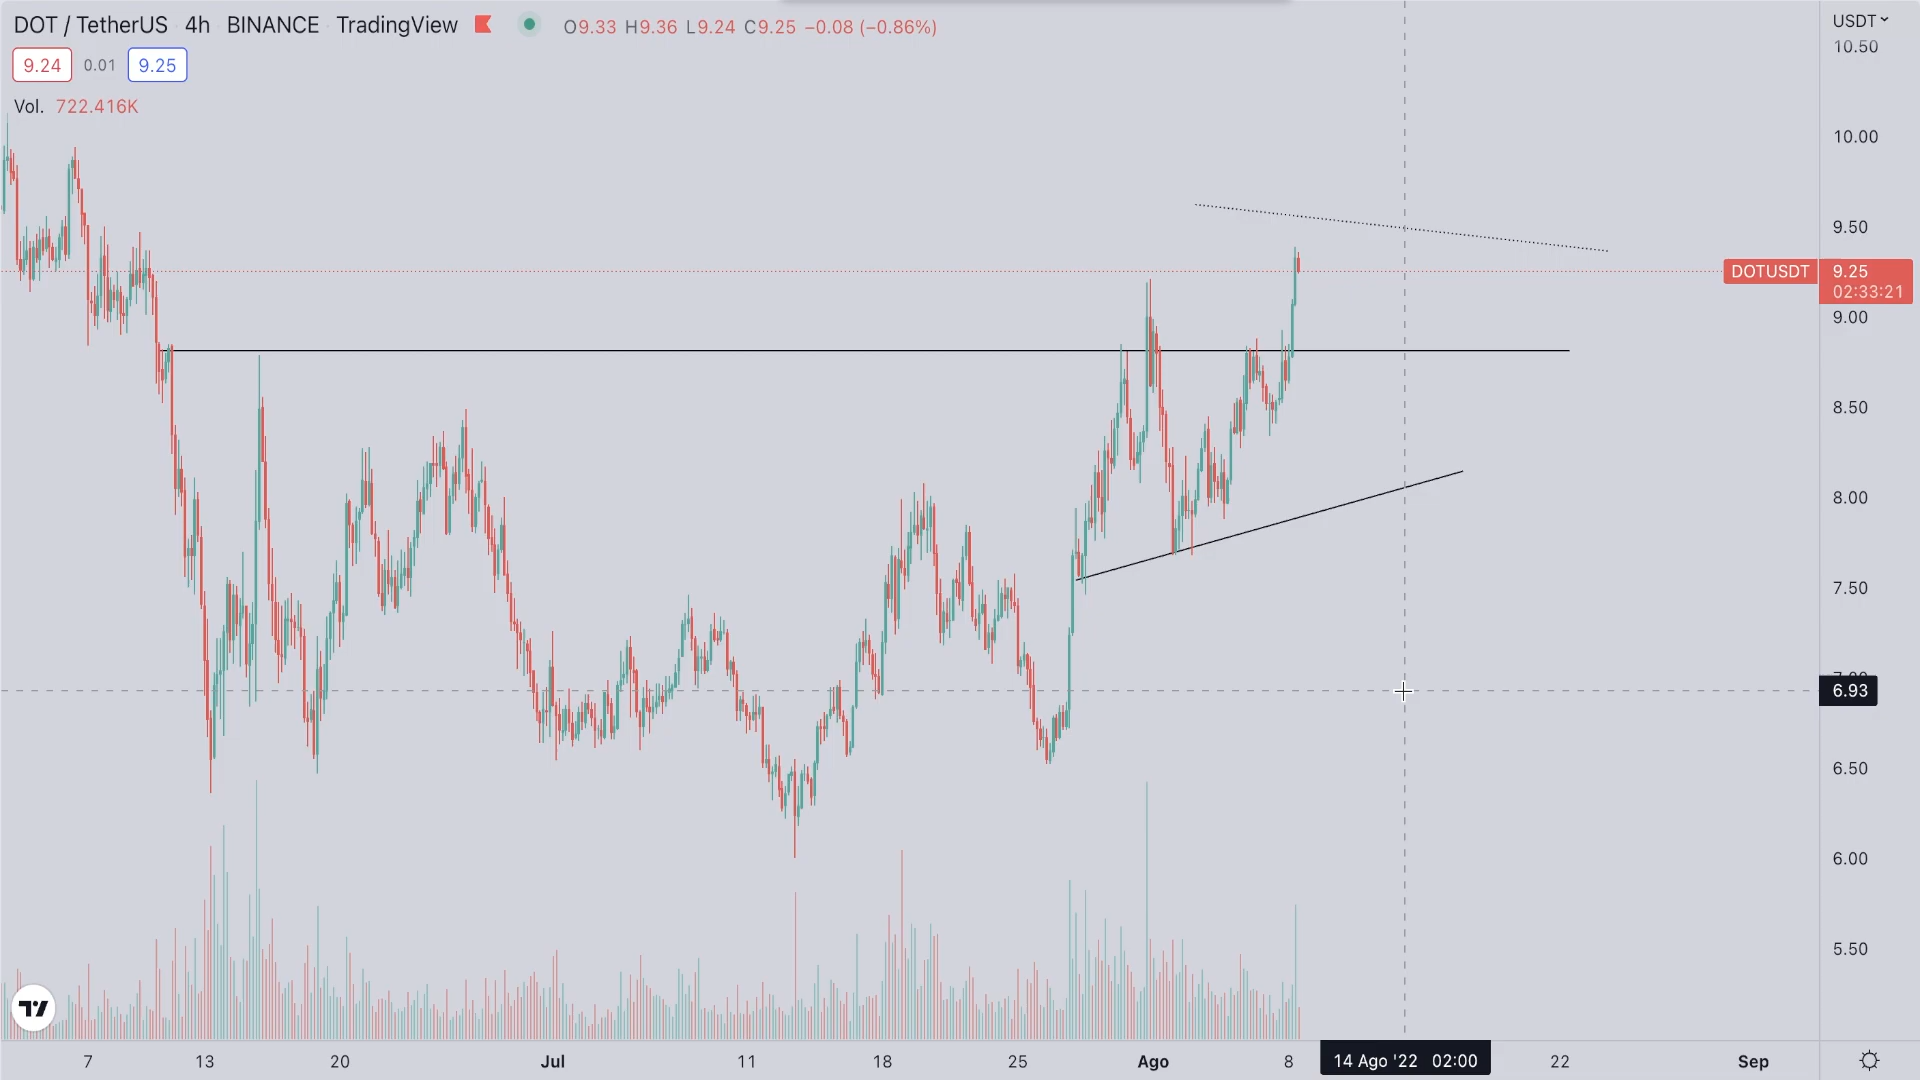 DOT / TetherUS 4h BINANCE TradingView O9.33 H9.36 L9.24 C9.25 −0.08 (−0.86%)
9.24 0.01 9.25
Vol. 722.416K
USDT
10.50
10.00
9.50
DOTUSDT 9.25
02:33:21
9.00
8.50
8.00
7.50
7.00
6.93
6.50
6.00
5.50
7 13 20 Jul 11 18 25 Ago 8 14 Ago '22 02:00 22 Sep